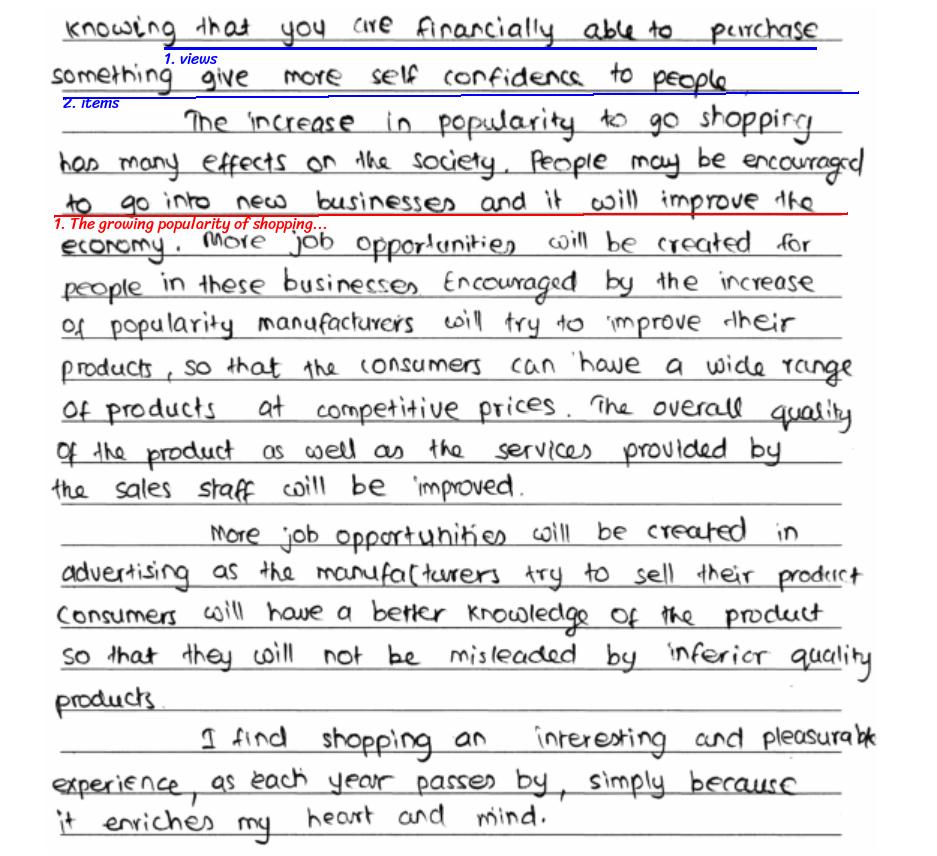 knowing that you are financially able to purchase
1. views
something give more self confidence to people
2. items
The increase in popularity to go shopping
has many effects on the society. People may be encouraged
to go into new businesses and it will improve the
1. The growing popularity of shopping...
economy. More job opportunities will be created for
people in these businesses Encouraged by the increase
of popularity manufacturers will try to improve their
products, so that the consumers can have a wide range
of products at competitive prices. The overall quality
of the product as well as the services provided by
the sales staff will be improved.
More job opportunities will be created in
advertising as the manufacturers try to sell their product
Consumers will have a better knowledge of the product
so that they will not be misleaded by inferior quality
products.
I find shopping an interesting and pleasurable
experience, as each year passes by, simply because
it enriches my heart and mind.